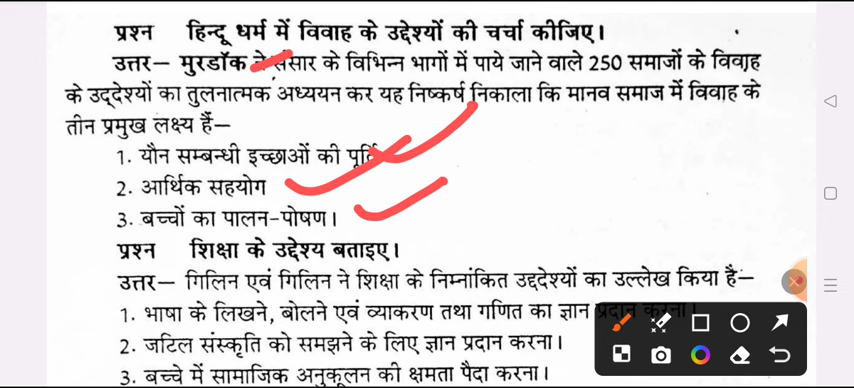 प्रश्न हिन्दू धर्म में विवाह के उद्देश्यों की चर्चा कीजिए।
उत्तर— मुरडॉक ने संसार के विभिन्न भागों में पाये जाने वाले 250 समाजों के विवाह
के उद्देश्यों का तुलनात्मक अध्ययन कर यह निष्कर्ष निकाला कि मानव समाज में विवाह के
तीन प्रमुख लक्ष्य हैं—
1. यौन सम्बन्धी इच्छाओं की पूर्ति
2. आर्थिक सहयोग
3. बच्चों का पालन-पोषण।
प्रश्न शिक्षा के उद्देश्य बताइए।
उत्तर— गिलिन एवं गिलिन ने शिक्षा के निम्नांकित उद्देश्यों का उल्लेख किया है—
1. भाषा के लिखने, बोलने एवं व्याकरण तथा गणित का ज्ञान प्रदान करना।
2. जटिल संस्कृति को समझने के लिए ज्ञान प्रदान करना।
3. बच्चे में सामाजिक अनुकूलन की क्षमता पैदा करना।